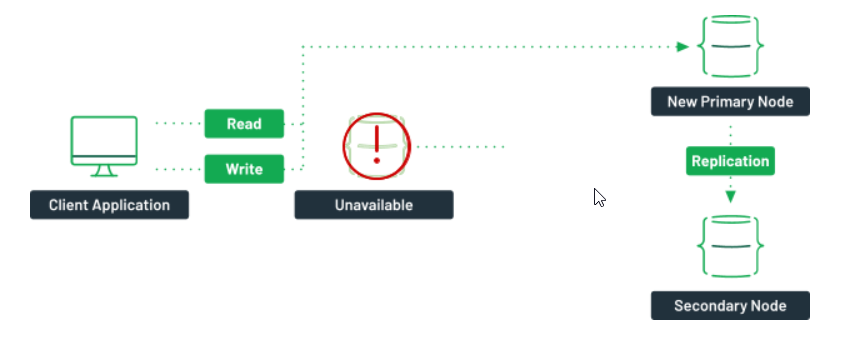 New Primary Node
Read
Write
Replication
Client Application
Unavailable
Secondary Node